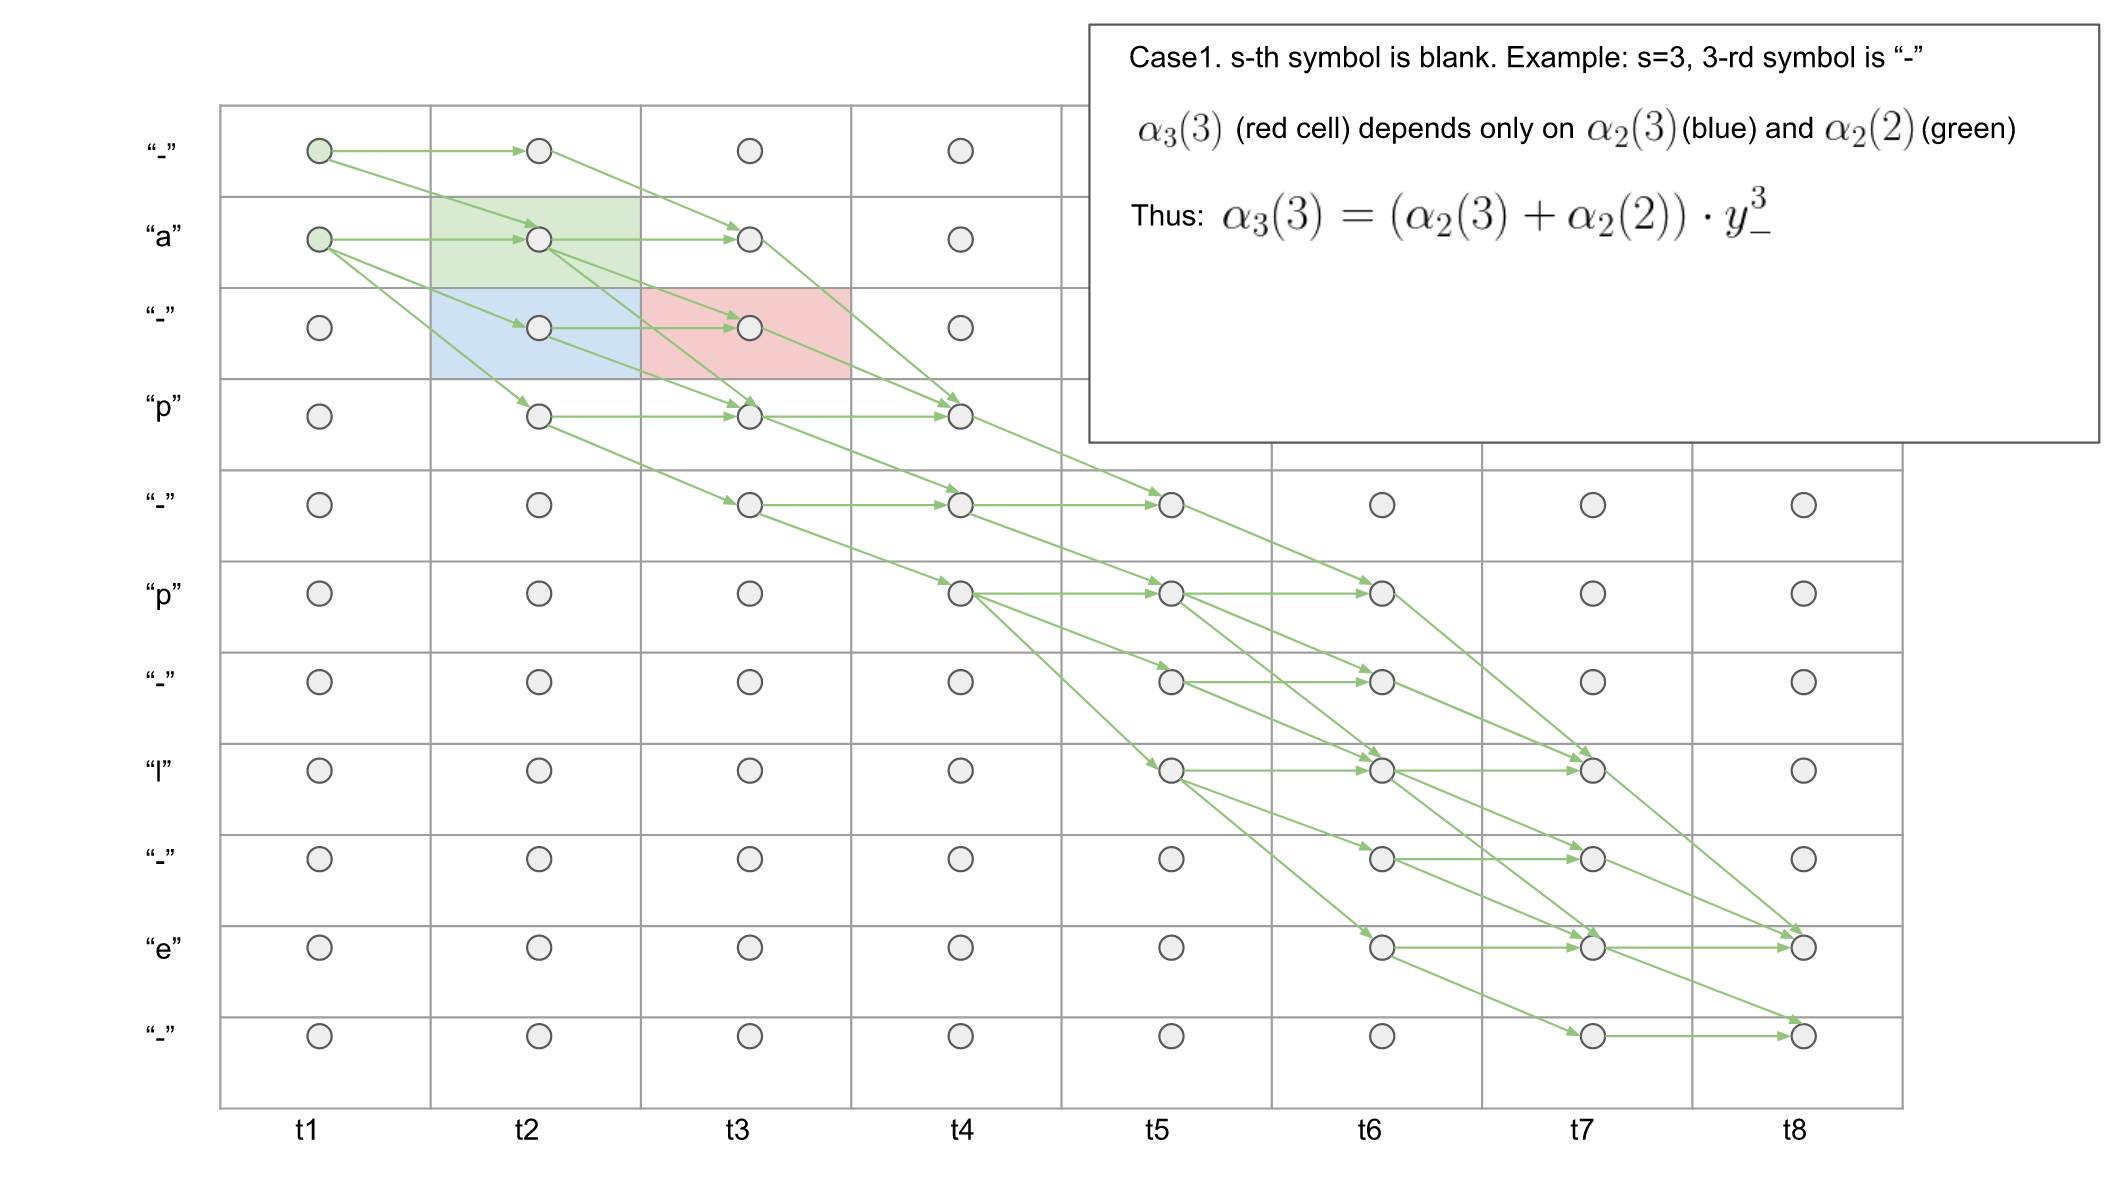 Case1. s-th symbol is blank. Example: s=3, 3-rd symbol is “-”
α₃(3) (red cell) depends only on α₂(3) (blue) and α₂(2) (green)
Thus: α₃(3) = (α₂(3) + α₂(2)) · y³₋
“-”
“a”
“-”
“p”
“-”
“p”
“-”
“l”
“-”
“e”
“-”
t1 t2 t3 t4 t5 t6 t7 t8